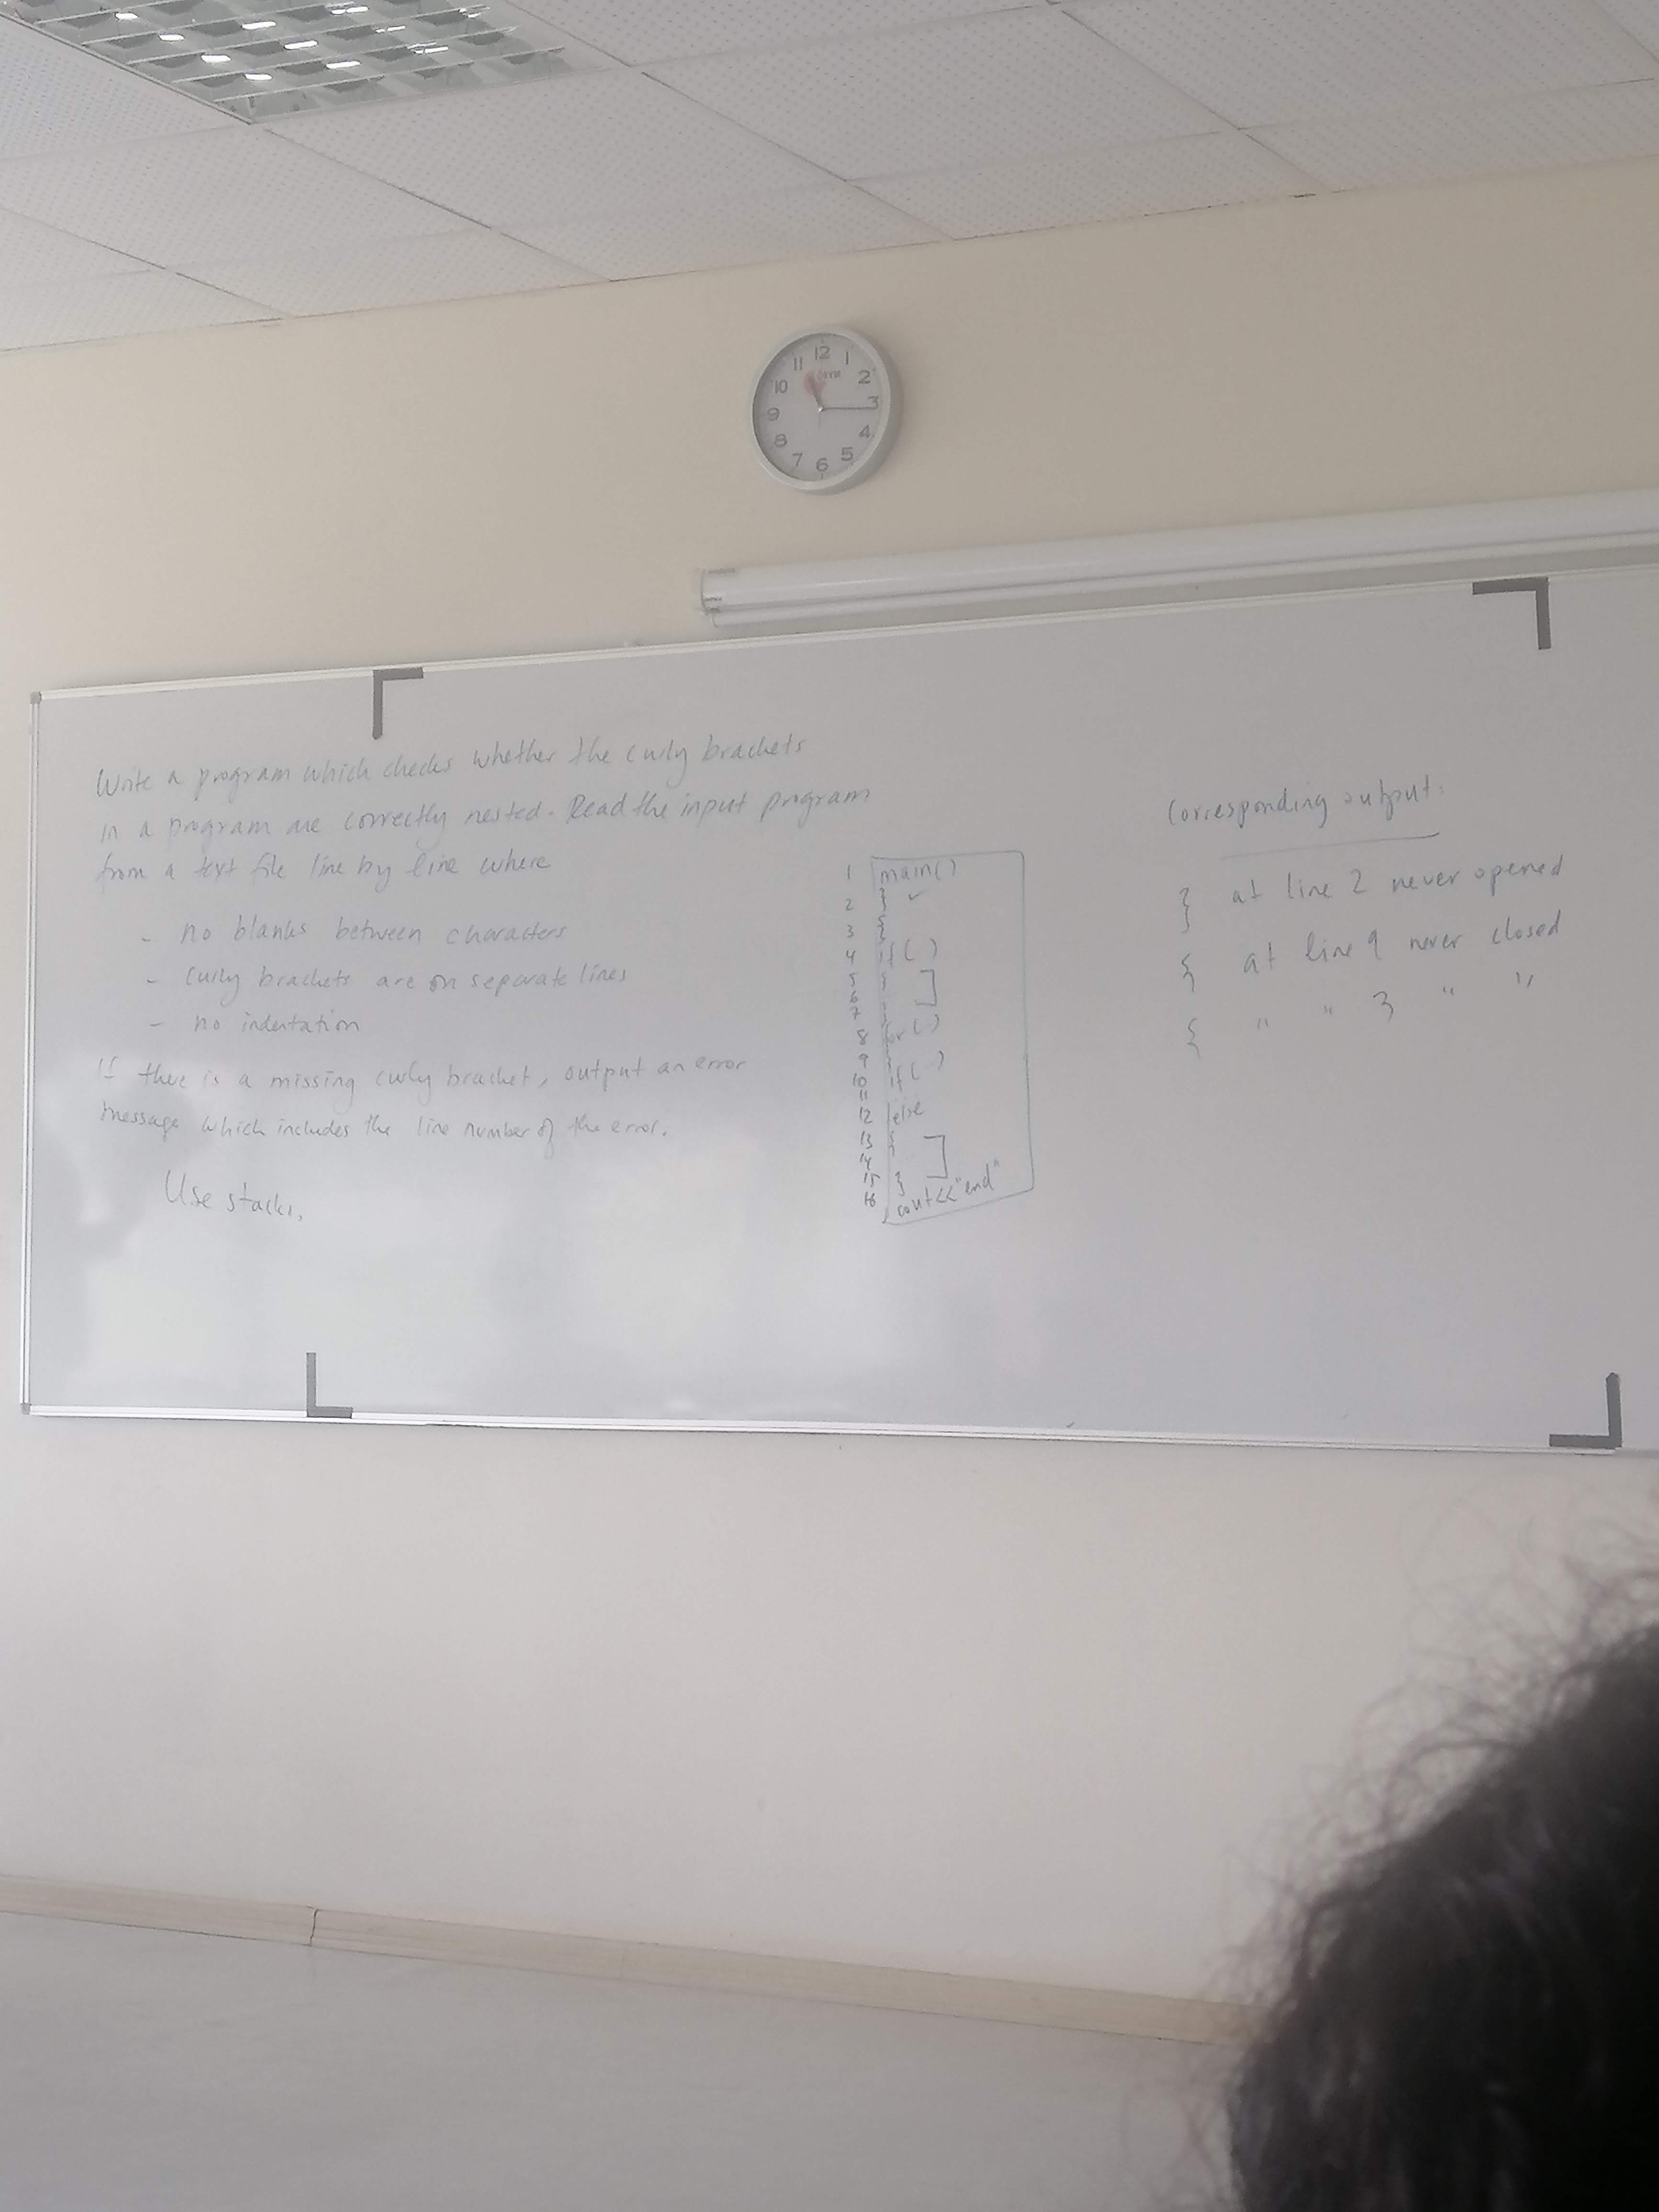 12
1
2
3
4
5
6
7
8
9
10
11
Write a program which checks whether the curly brackets
in a program are correctly nested. Read the input program
from a text file line by line where
- no blanks between characters
- curly brackets are on separate lines
- no indentation
If there is a missing curly bracket, output an error
message which includes the line number of the error.
Use stacks.
1 main()
2 }
3 {
4 if( )
5 {
6
7
8 for( )
9
10 if( )
11
12 else
13
14
15 }
16 cout<<"end"
Corresponding output:
} at line 2 never opened
{ at line 9 never closed
{ " " 3 " "